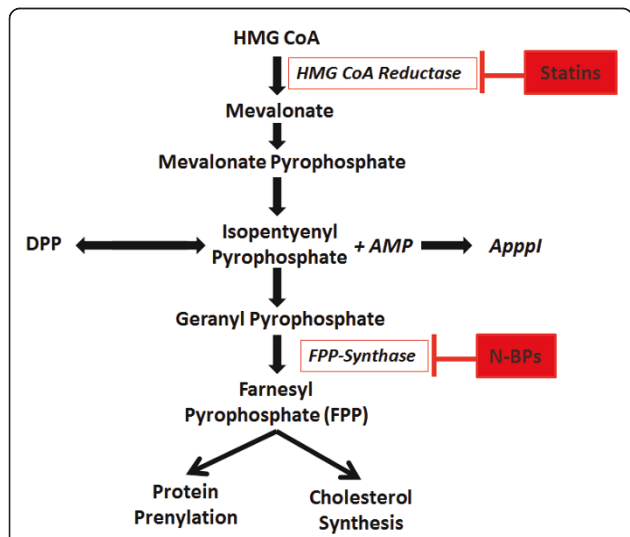 HMG CoA
HMG CoA Reductase
Statins
Mevalonate
Mevalonate Pyrophosphate
DPP
Isopentyenyl
Pyrophosphate
+ AMP
ApppI
Geranyl Pyrophosphate
FPP-Synthase
N-BPs
Farnesyl
Pyrophosphate (FPP)
Protein
Prenylation
Cholesterol
Synthesis